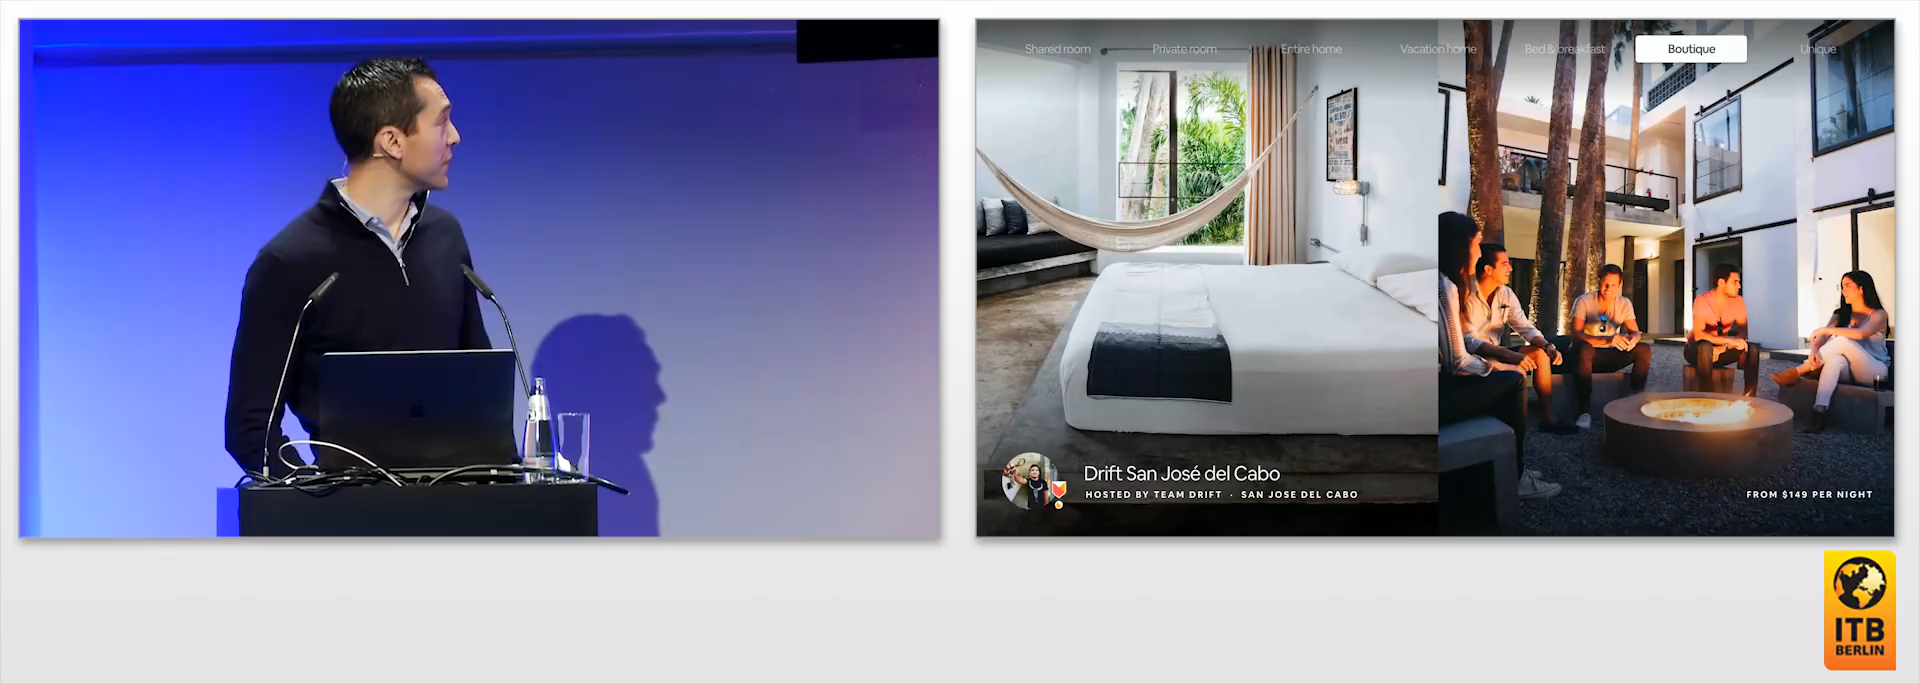 Shared room Private room Entire home Vacation home Bed & breakfast Boutique Unique
Drift San José del Cabo
HOSTED BY TEAM DRIFT · SAN JOSE DEL CABO
FROM $149 PER NIGHT
ITB
BERLIN